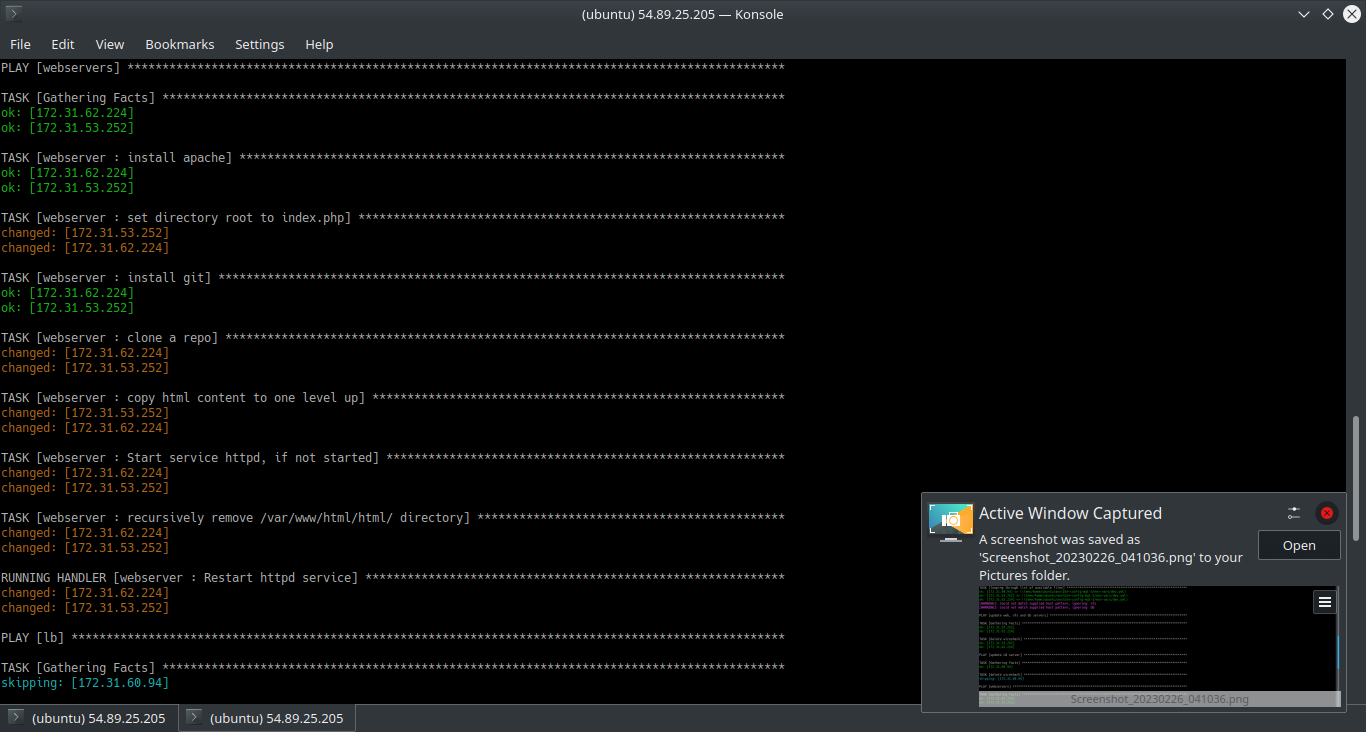 (ubuntu) 54.89.25.205 — Konsole
File Edit View Bookmarks Settings Help
PLAY [webservers] **********************************************************************************************
TASK [Gathering Facts] *****************************************************************************************
ok: [172.31.62.224]
ok: [172.31.53.252]
TASK [webserver : install apache] ******************************************************************************
ok: [172.31.62.224]
ok: [172.31.53.252]
TASK [webserver : set directory root to index.php] *************************************************************
changed: [172.31.53.252]
changed: [172.31.62.224]
TASK [webserver : install git] *********************************************************************************
ok: [172.31.62.224]
ok: [172.31.53.252]
TASK [webserver : clone a repo] ********************************************************************************
changed: [172.31.62.224]
changed: [172.31.53.252]
TASK [webserver : copy html content to one level up] ***********************************************************
changed: [172.31.53.252]
changed: [172.31.62.224]
TASK [webserver : Start service httpd, if not started] *********************************************************
changed: [172.31.62.224]
changed: [172.31.53.252]
TASK [webserver : recursively remove /var/www/html/html/ directory] ********************************************
changed: [172.31.62.224]
changed: [172.31.53.252]
RUNNING HANDLER [webserver : Restart httpd service] ************************************************************
changed: [172.31.62.224]
changed: [172.31.53.252]
PLAY [lb] ******************************************************************************************************
TASK [Gathering Facts] *****************************************************************************************
skipping: [172.31.60.94]
Active Window Captured
A screenshot was saved as
'Screenshot_20230226_041036.png' to your
Pictures folder.
Open
Screenshot_20230226_041036.png
(ubuntu) 54.89.25.205
(ubuntu) 54.89.25.205